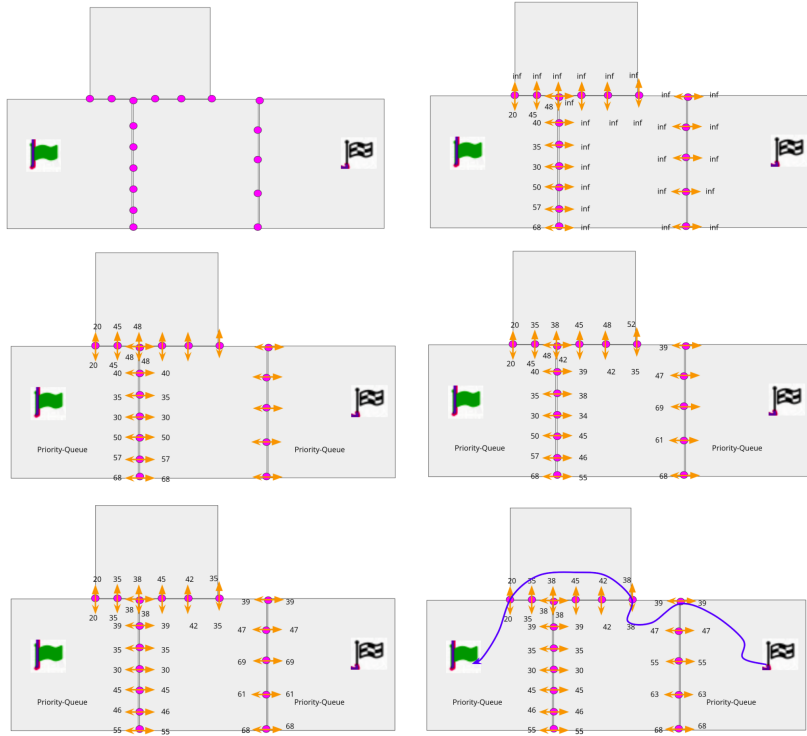 inf inf inf inf inf inf
20 45 48 inf inf inf
40 inf inf inf inf
35 inf inf inf
30 inf
50 inf inf inf
57 inf
68 inf inf inf
20 45 48
20 45 48 48
40 40
35 35
30 30
50 50
57 57
68 68
Priority-Queue Priority-Queue
20 35 38 45 48 52
20 45 48 42 39
40 39 42 35 47
35 38
30 34 69
50 45 61
57 46
68 55
Priority-Queue Priority-Queue
20 35 38 45 42 35
20 35 38 38 39 39
39 39 42 35 47 47
35 35
30 30 69 69
45 45 61 61
46 46
55 55 68 68
Priority-Queue Priority-Queue
20 35 38 45 42 38
20 35 38 38 39 39
39 39 42 38 47 47
35 35
30 30 55 55
45 45 63 63
46 46
55 55 68 68
Priority-Queue Priority-Queue